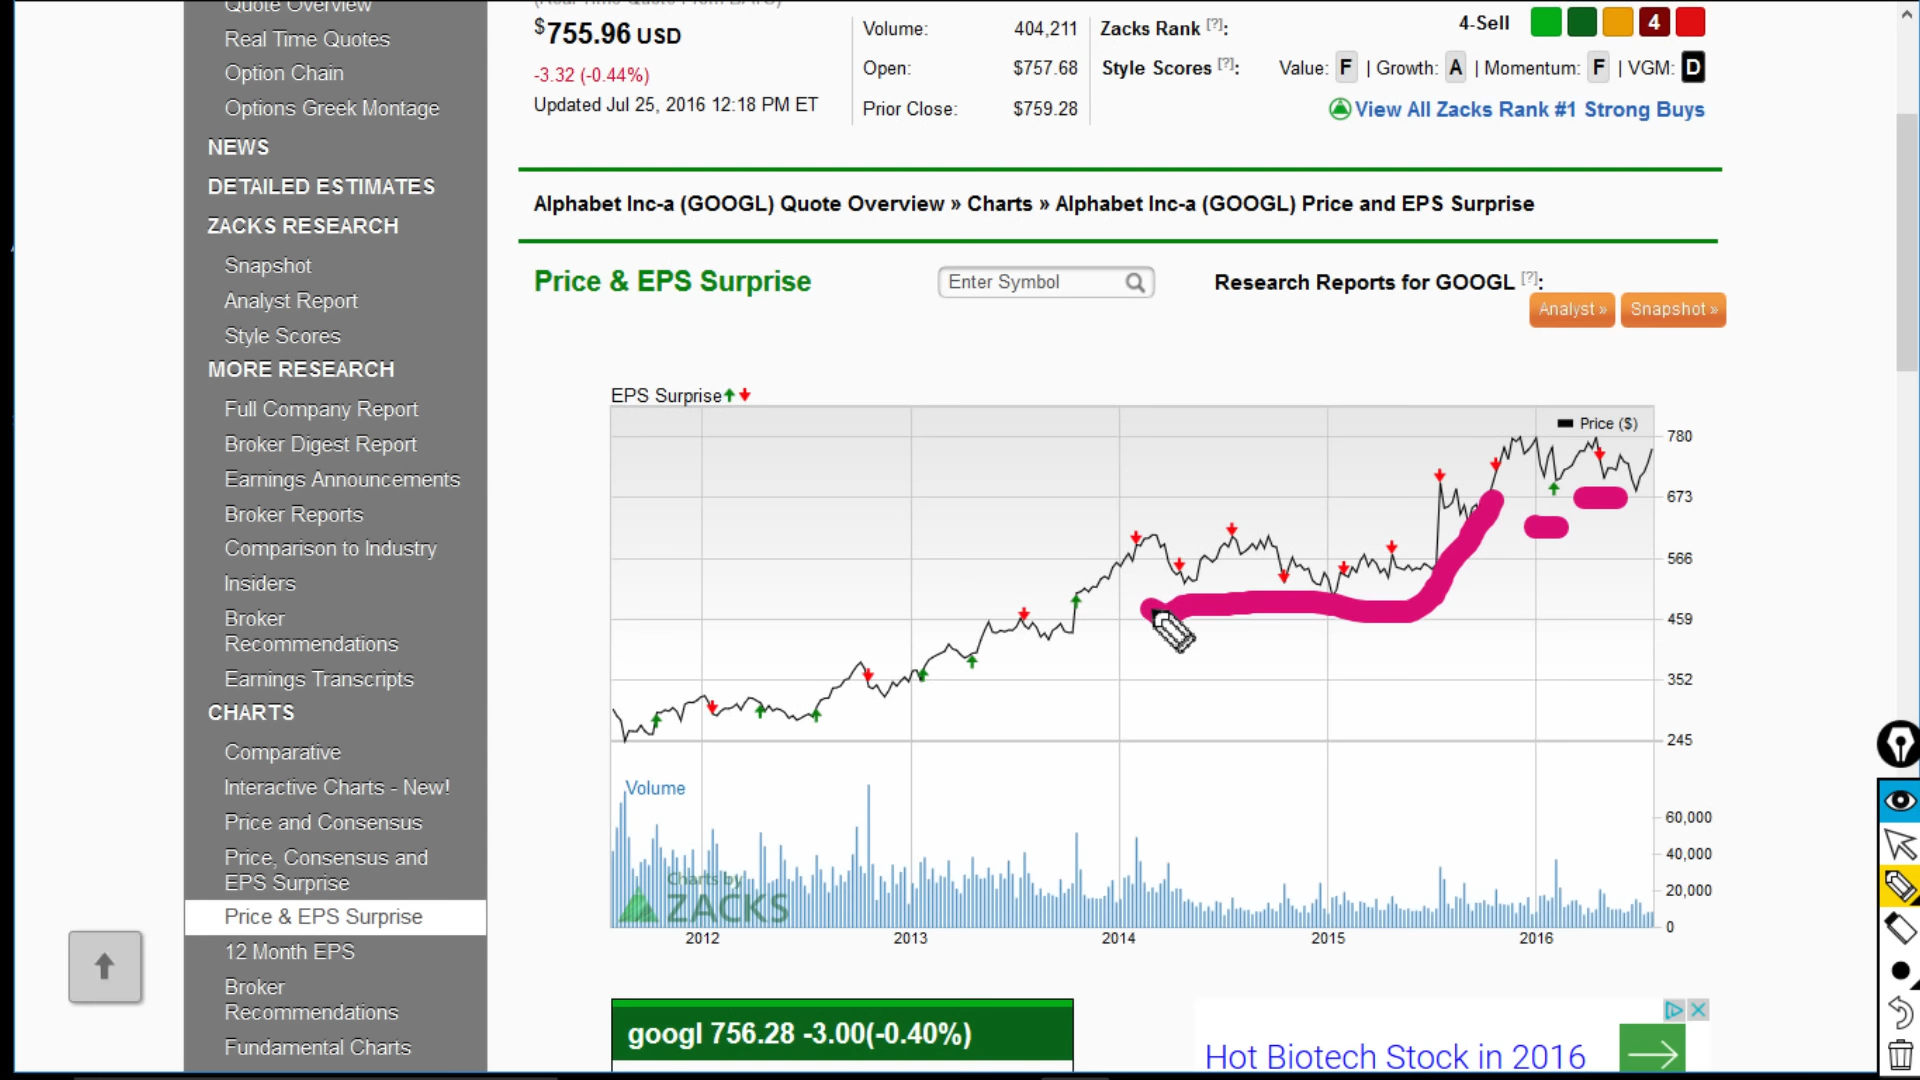 Quote Overview
Real Time Quotes
Option Chain
Options Greek Montage
NEWS
DETAILED ESTIMATES
ZACKS RESEARCH
Snapshot
Analyst Report
Style Scores
MORE RESEARCH
Full Company Report
Broker Digest Report
Earnings Announcements
Broker Reports
Comparison to Industry
Insiders
Broker
Recommendations
Earnings Transcripts
CHARTS
Comparative
Interactive Charts - New!
Price and Consensus
Price, Consensus and
EPS Surprise
Price & EPS Surprise
12 Month EPS
Broker
Recommendations
Fundamental Charts
$755.96 USD
-3.32 (-0.44%)
Updated Jul 25, 2016 12:18 PM ET
Volume: 404,211
Open: $757.68
Prior Close: $759.28
Zacks Rank [?]: 4-Sell 4
Style Scores [?]: Value: F | Growth: A | Momentum: F | VGM: D
View All Zacks Rank #1 Strong Buys
Alphabet Inc-a (GOOGL) Quote Overview » Charts » Alphabet Inc-a (GOOGL) Price and EPS Surprise
Price & EPS Surprise
Enter Symbol
Research Reports for GOOGL [?]:
Analyst » Snapshot »
EPS Surprise
Price ($)
780
673
566
459
352
245
Volume
60,000
40,000
20,000
0
Charts by
ZACKS
2012 2013 2014 2015 2016
googl 756.28 -3.00(-0.40%)
Hot Biotech Stock in 2016